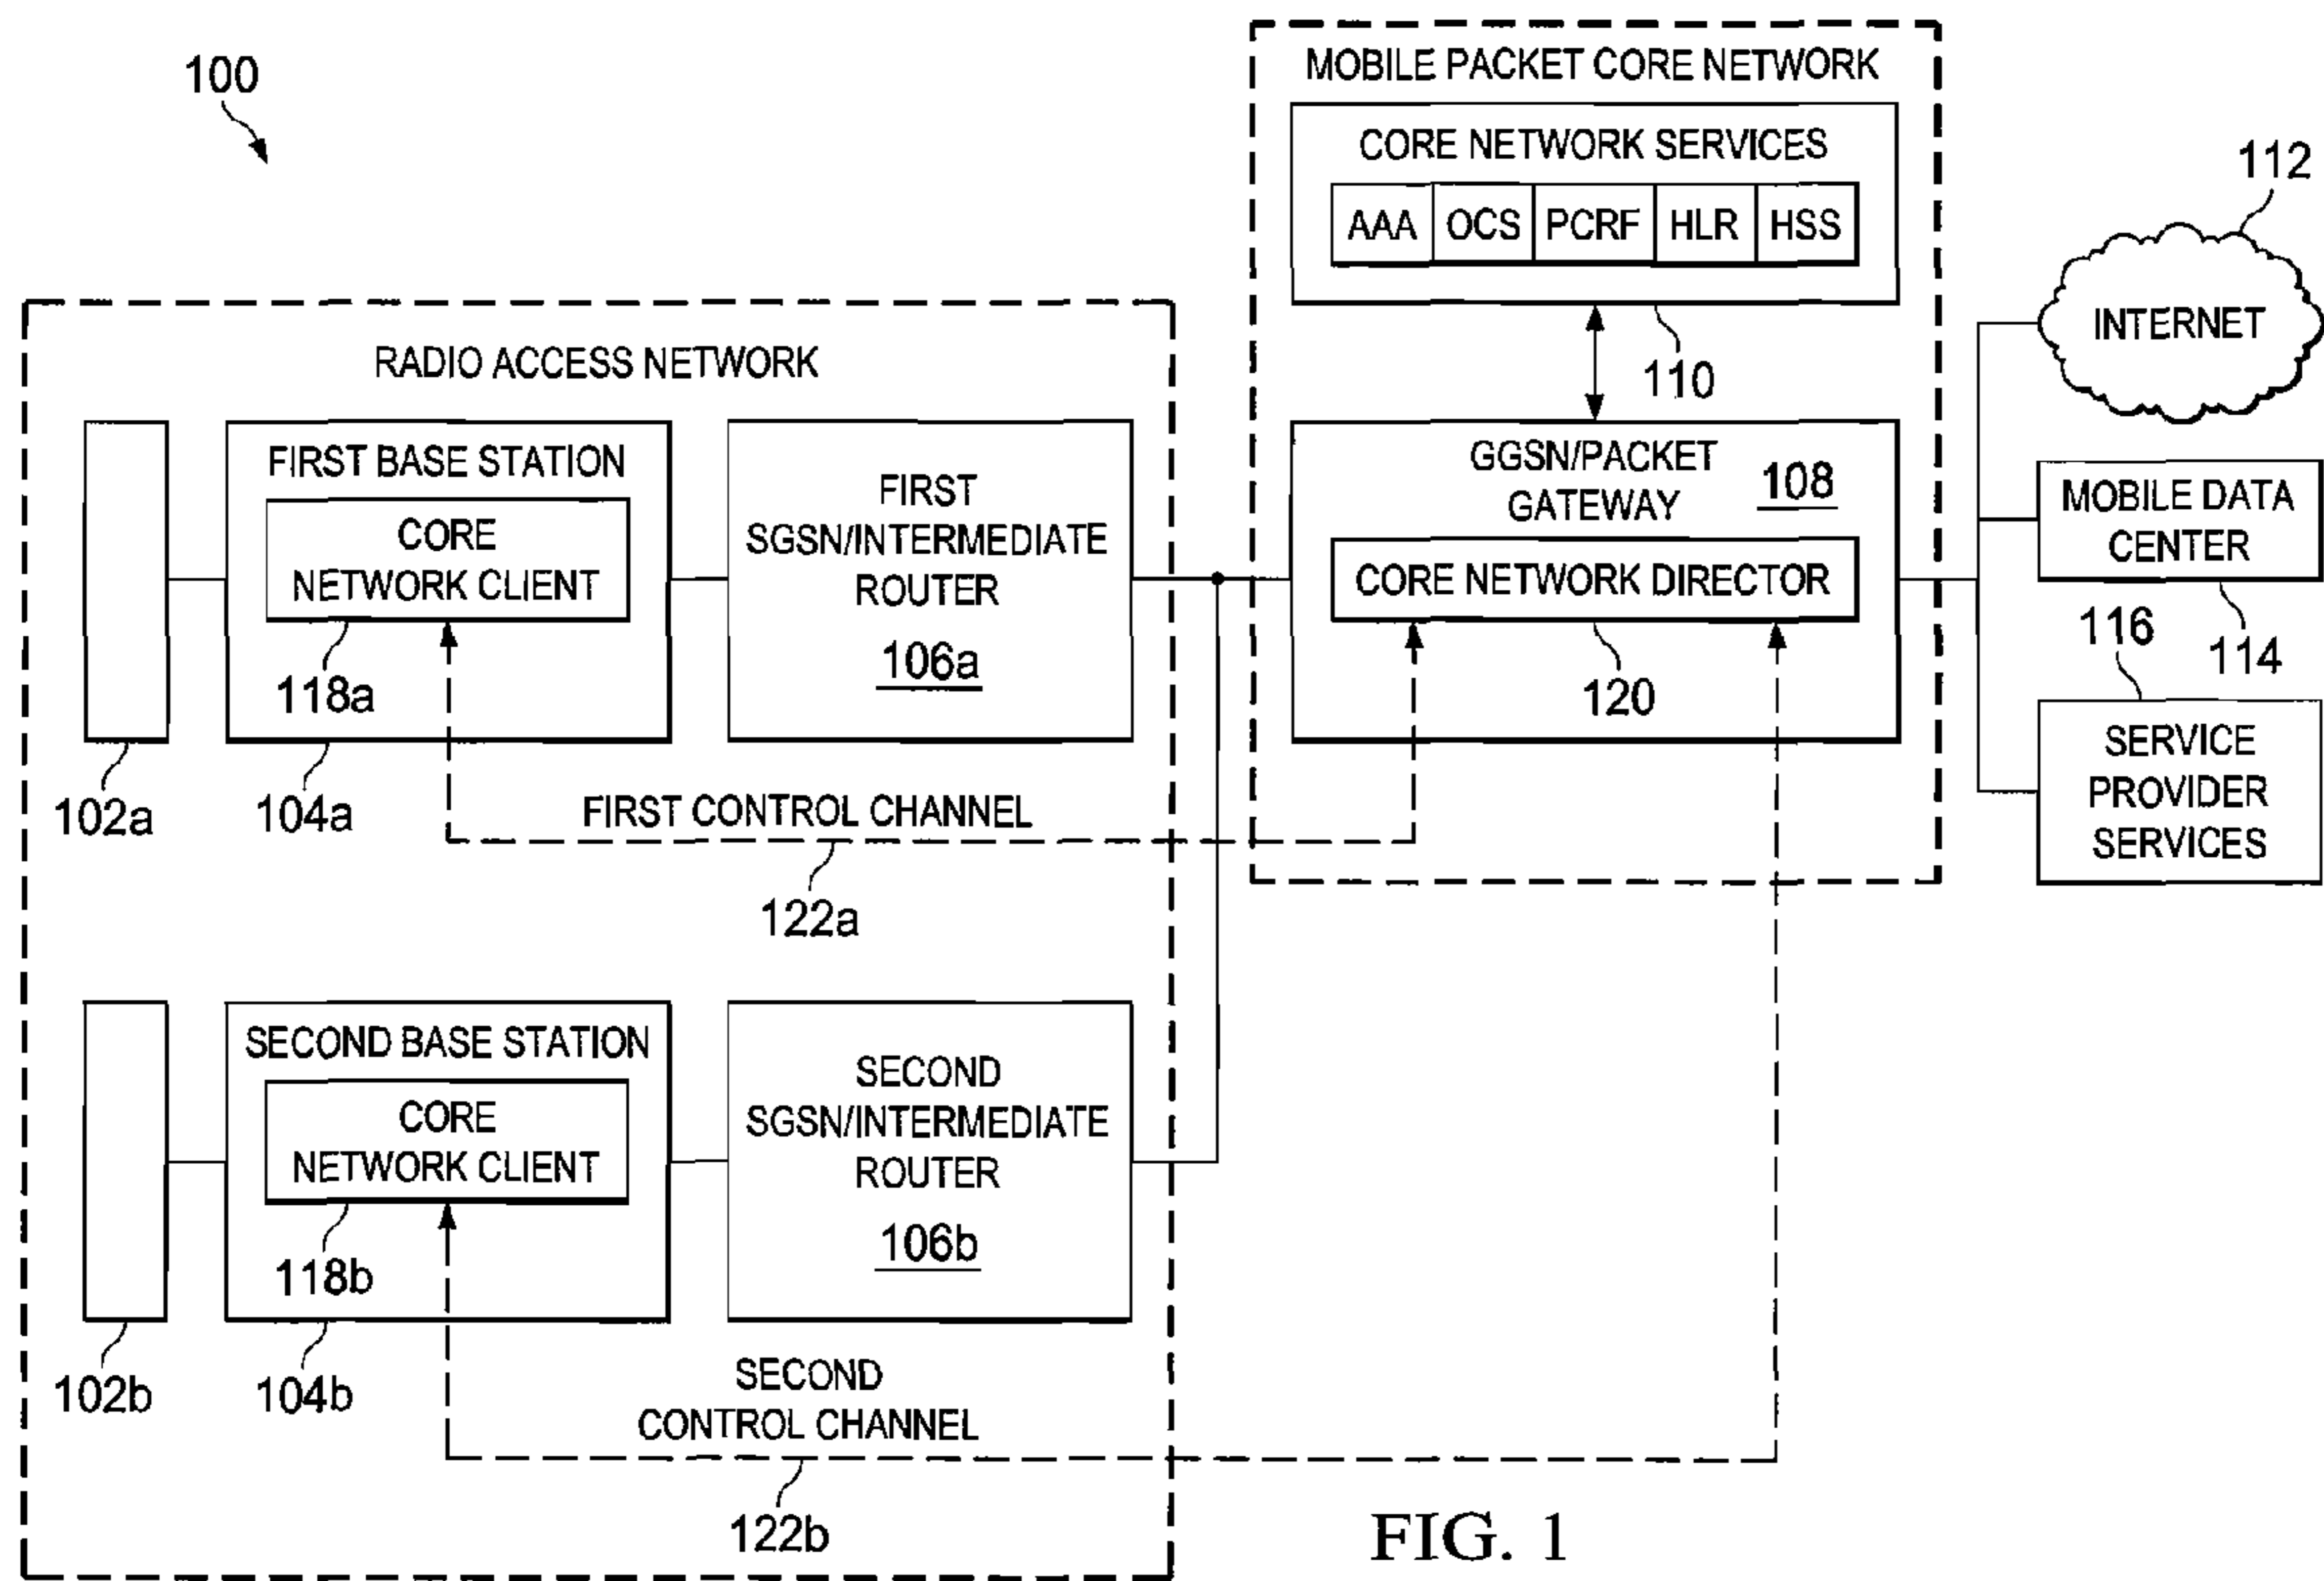 100
MOBILE PACKET CORE NETWORK
CORE NETWORK SERVICES
AAA OCS PCRF HLR HSS
110
112
INTERNET
RADIO ACCESS NETWORK
FIRST BASE STATION
CORE
NETWORK CLIENT
118a
FIRST
SGSN/INTERMEDIATE
ROUTER
106a
GGSN/PACKET
GATEWAY
108
CORE NETWORK DIRECTOR
120
MOBILE DATA
CENTER
114
116
SERVICE
PROVIDER
SERVICES
102a
104a
FIRST CONTROL CHANNEL
122a
SECOND BASE STATION
CORE
NETWORK CLIENT
118b
SECOND
SGSN/INTERMEDIATE
ROUTER
106b
102b
104b
SECOND
CONTROL CHANNEL
122b
FIG. 1